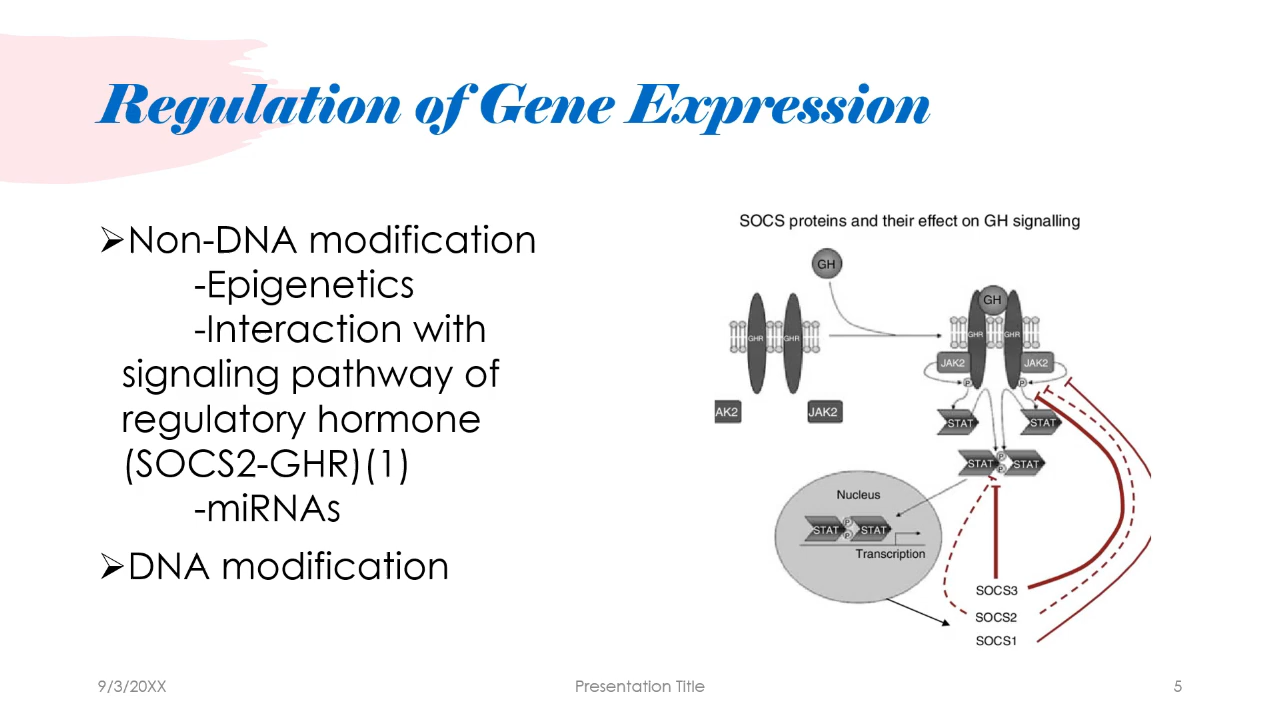 Regulation of Gene Expression
➢Non-DNA modification
-Epigenetics
-Interaction with
signaling pathway of
regulatory hormone
(SOCS2-GHR)(1)
-miRNAs
➢DNA modification
SOCS proteins and their effect on GH signalling
GH
GH
GHR GHR
GHR GHR
JAK2 JAK2
P P
AK2 JAK2
STAT STAT
STAT P P STAT
Nucleus
STAT P P STAT
Transcription
SOCS3
SOCS2
SOCS1
9/3/20XX
Presentation Title
5